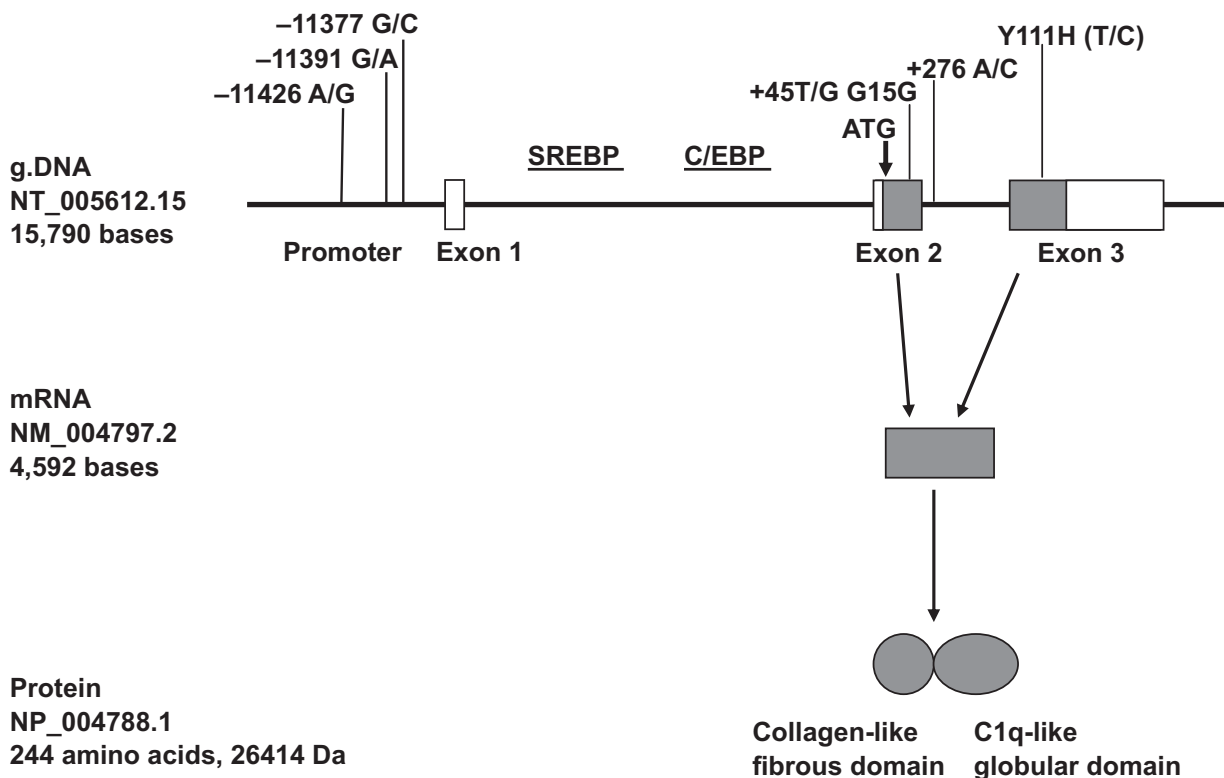 –11377 G/C
–11391 G/A
–11426 A/G
Y111H (T/C)
+276 A/C
+45T/G G15G
ATG
SREBP
C/EBP
g.DNA
NT_005612.15
15,790 bases
Promoter
Exon 1
Exon 2
Exon 3
mRNA
NM_004797.2
4,592 bases
Protein
NP_004788.1
244 amino acids, 26414 Da
Collagen-like
fibrous domain
C1q-like
globular domain